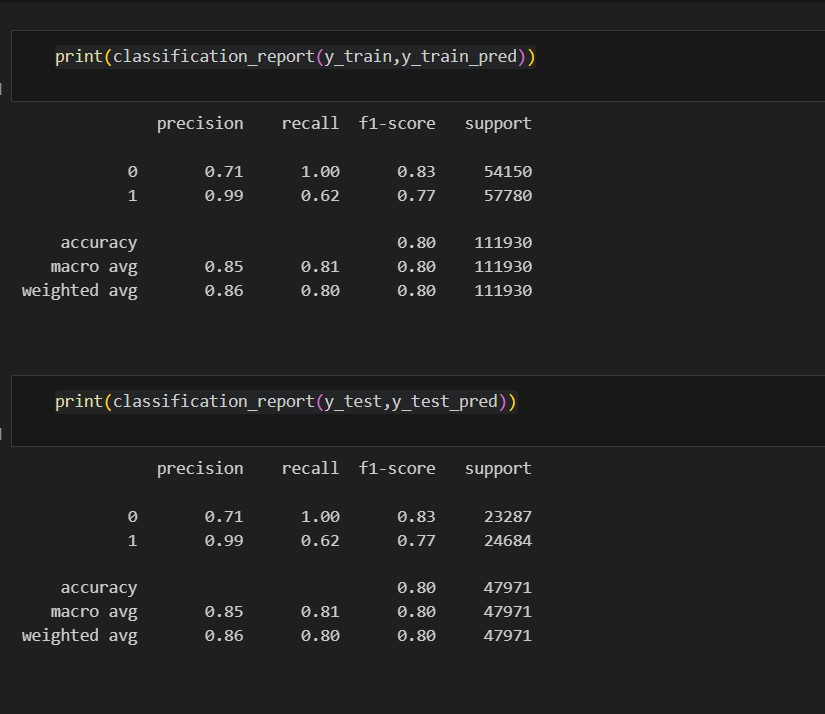 print(classification_report(y_train,y_train_pred))
precision recall f1-score support
0 0.71 1.00 0.83 54150
1 0.99 0.62 0.77 57780
accuracy 0.80 111930
macro avg 0.85 0.81 0.80 111930
weighted avg 0.86 0.80 0.80 111930
print(classification_report(y_test,y_test_pred))
precision recall f1-score support
0 0.71 1.00 0.83 23287
1 0.99 0.62 0.77 24684
accuracy 0.80 47971
macro avg 0.85 0.81 0.80 47971
weighted avg 0.86 0.80 0.80 47971